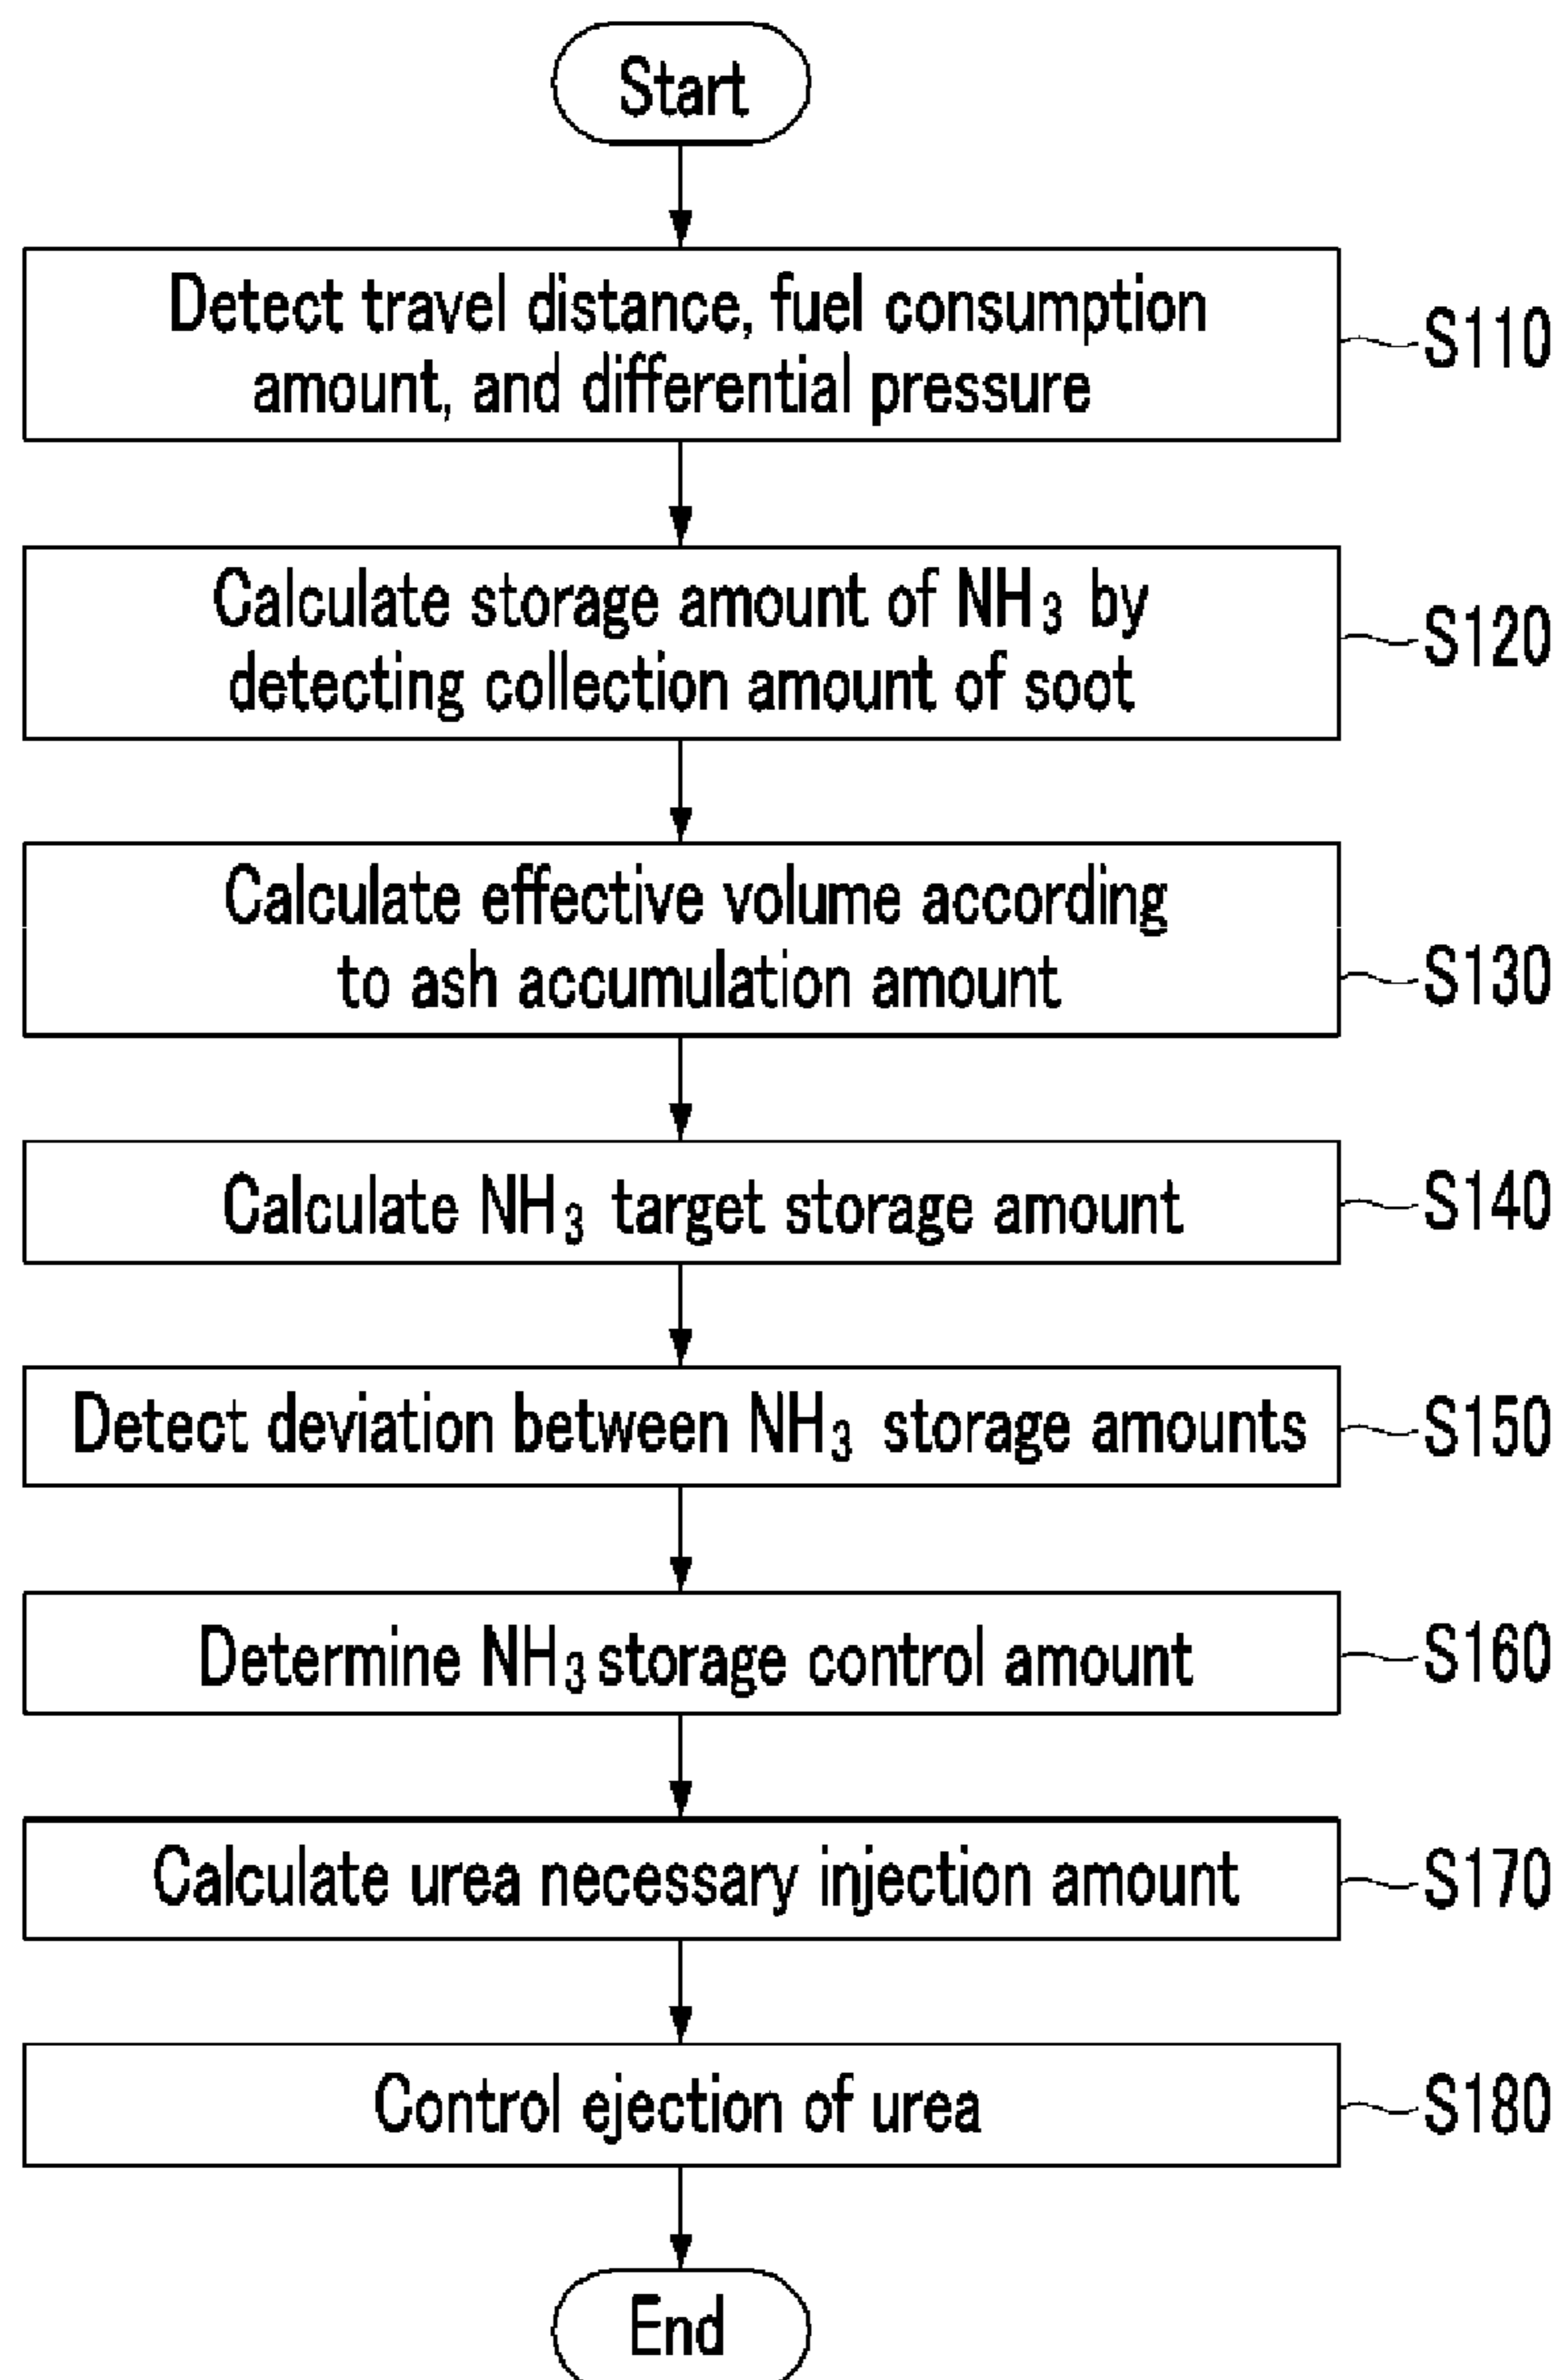 Start
Detect travel distance, fuel consumption
amount, and differential pressure
S110
Calculate storage amount of NH₃ by
detecting collection amount of soot
S120
Calculate effective volume according
to ash accumulation amount
S130
Calculate NH₃ target storage amount
S140
Detect deviation between NH₃ storage amounts
S150
Determine NH₃ storage control amount
S160
Calculate urea necessary injection amount
S170
Control ejection of urea
S180
End